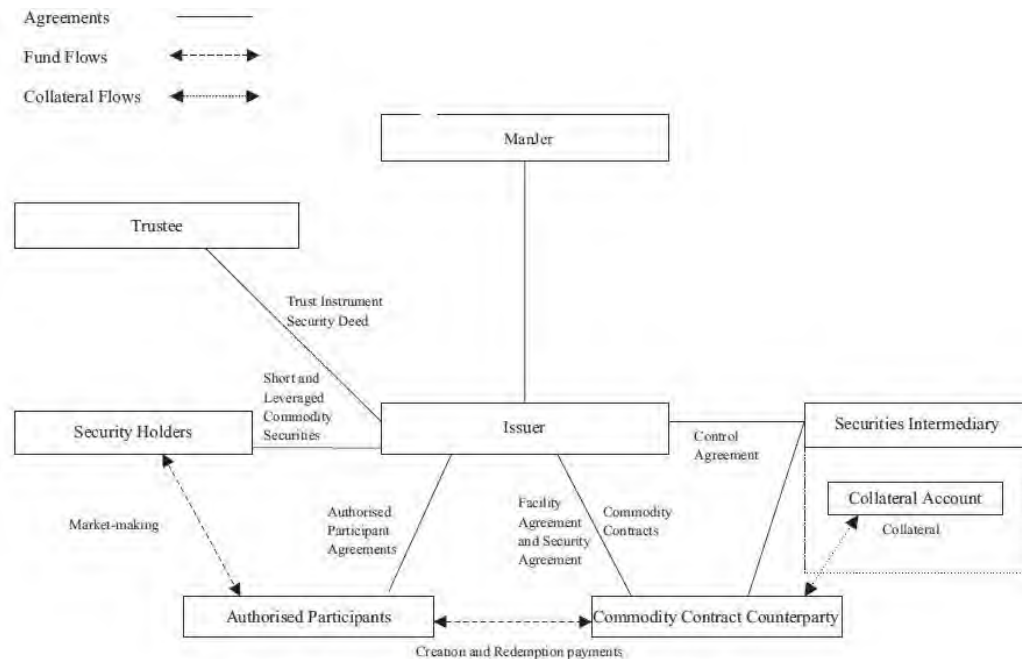 Agreements
Fund Flows
Collateral Flows
ManJer
Trustee
Trust Instrument
Security Deed
Short and
Leveraged
Commodity
Securities
Security Holders
Issuer
Securities Intermediary
Control
Agreement
Collateral Account
Collateral
Market-making
Authorised
Participant
Agreements
Facility
Agreement
and Security
Agreement
Commodity
Contracts
Authorised Participants
Commodity Contract Counterparty
Creation and Redemption payments